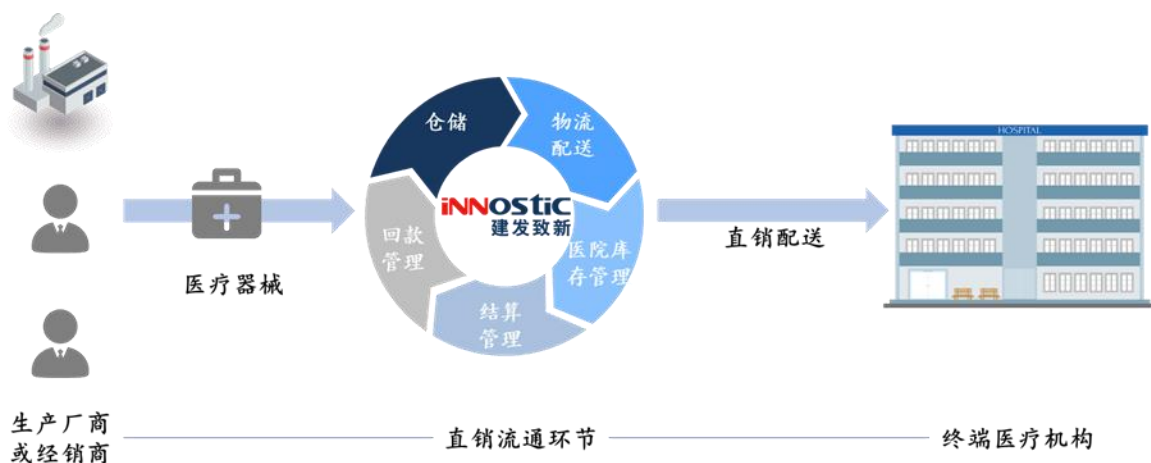 HOSPITAL
仓储
物流
配送
iNNOSTIC
建发致新
回款
管理
医院库
存管理
结算
管理
医疗器械
直销配送
生产厂商
或经销商
直销流通环节
终端医疗机构